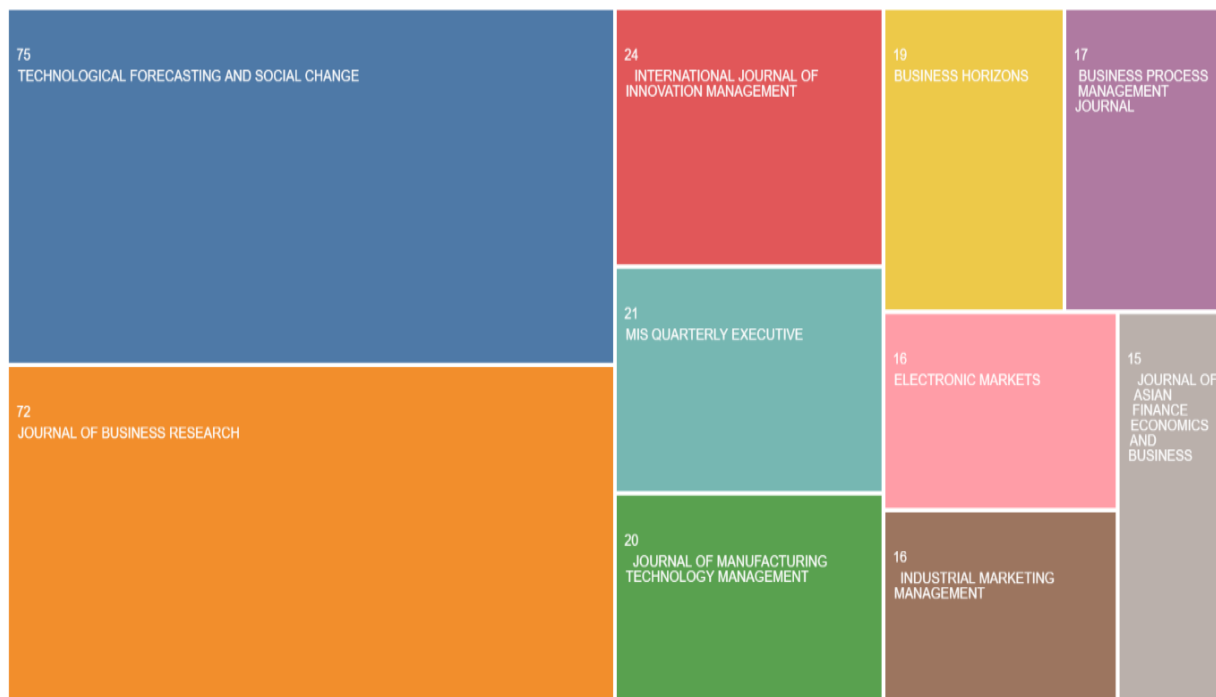 75
TECHNOLOGICAL FORECASTING AND SOCIAL CHANGE
72
JOURNAL OF BUSINESS RESEARCH
24
INTERNATIONAL JOURNAL OF
INNOVATION MANAGEMENT
21
MIS QUARTERLY EXECUTIVE
20
JOURNAL OF MANUFACTURING
TECHNOLOGY MANAGEMENT
19
BUSINESS HORIZONS
17
BUSINESS PROCESS
MANAGEMENT
JOURNAL
16
ELECTRONIC MARKETS
16
INDUSTRIAL MARKETING
MANAGEMENT
15
JOURNAL OF
ASIAN
FINANCE
ECONOMICS
AND
BUSINESS